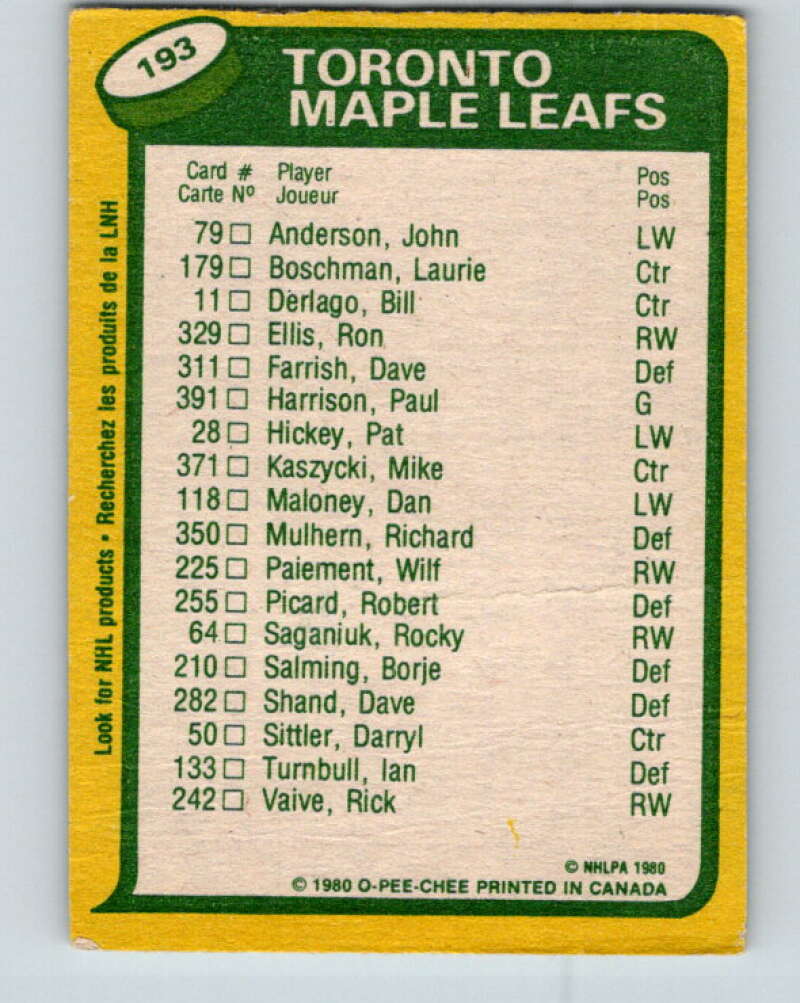 193
TORONTO
MAPLE LEAFS
Card # Player Pos
Carte Nº Joueur Pos
79 □ Anderson, John LW
179 □ Boschman, Laurie Ctr
11 □ Derlago, Bill Ctr
329 □ Ellis, Ron RW
311 □ Farrish, Dave Def
391 □ Harrison, Paul G
28 □ Hickey, Pat LW
371 □ Kaszycki, Mike Ctr
118 □ Maloney, Dan LW
350 □ Mulhern, Richard Def
225 □ Paiement, Wilf RW
255 □ Picard, Robert Def
64 □ Saganiuk, Rocky RW
210 □ Salming, Borje Def
282 □ Shand, Dave Def
50 □ Sittler, Darryl Ctr
133 □ Turnbull, Ian Def
242 □ Vaive, Rick RW
© NHLPA 1980
© 1980 O-PEE-CHEE PRINTED IN CANADA
Look for NHL products • Recherchez les produits de la LNH